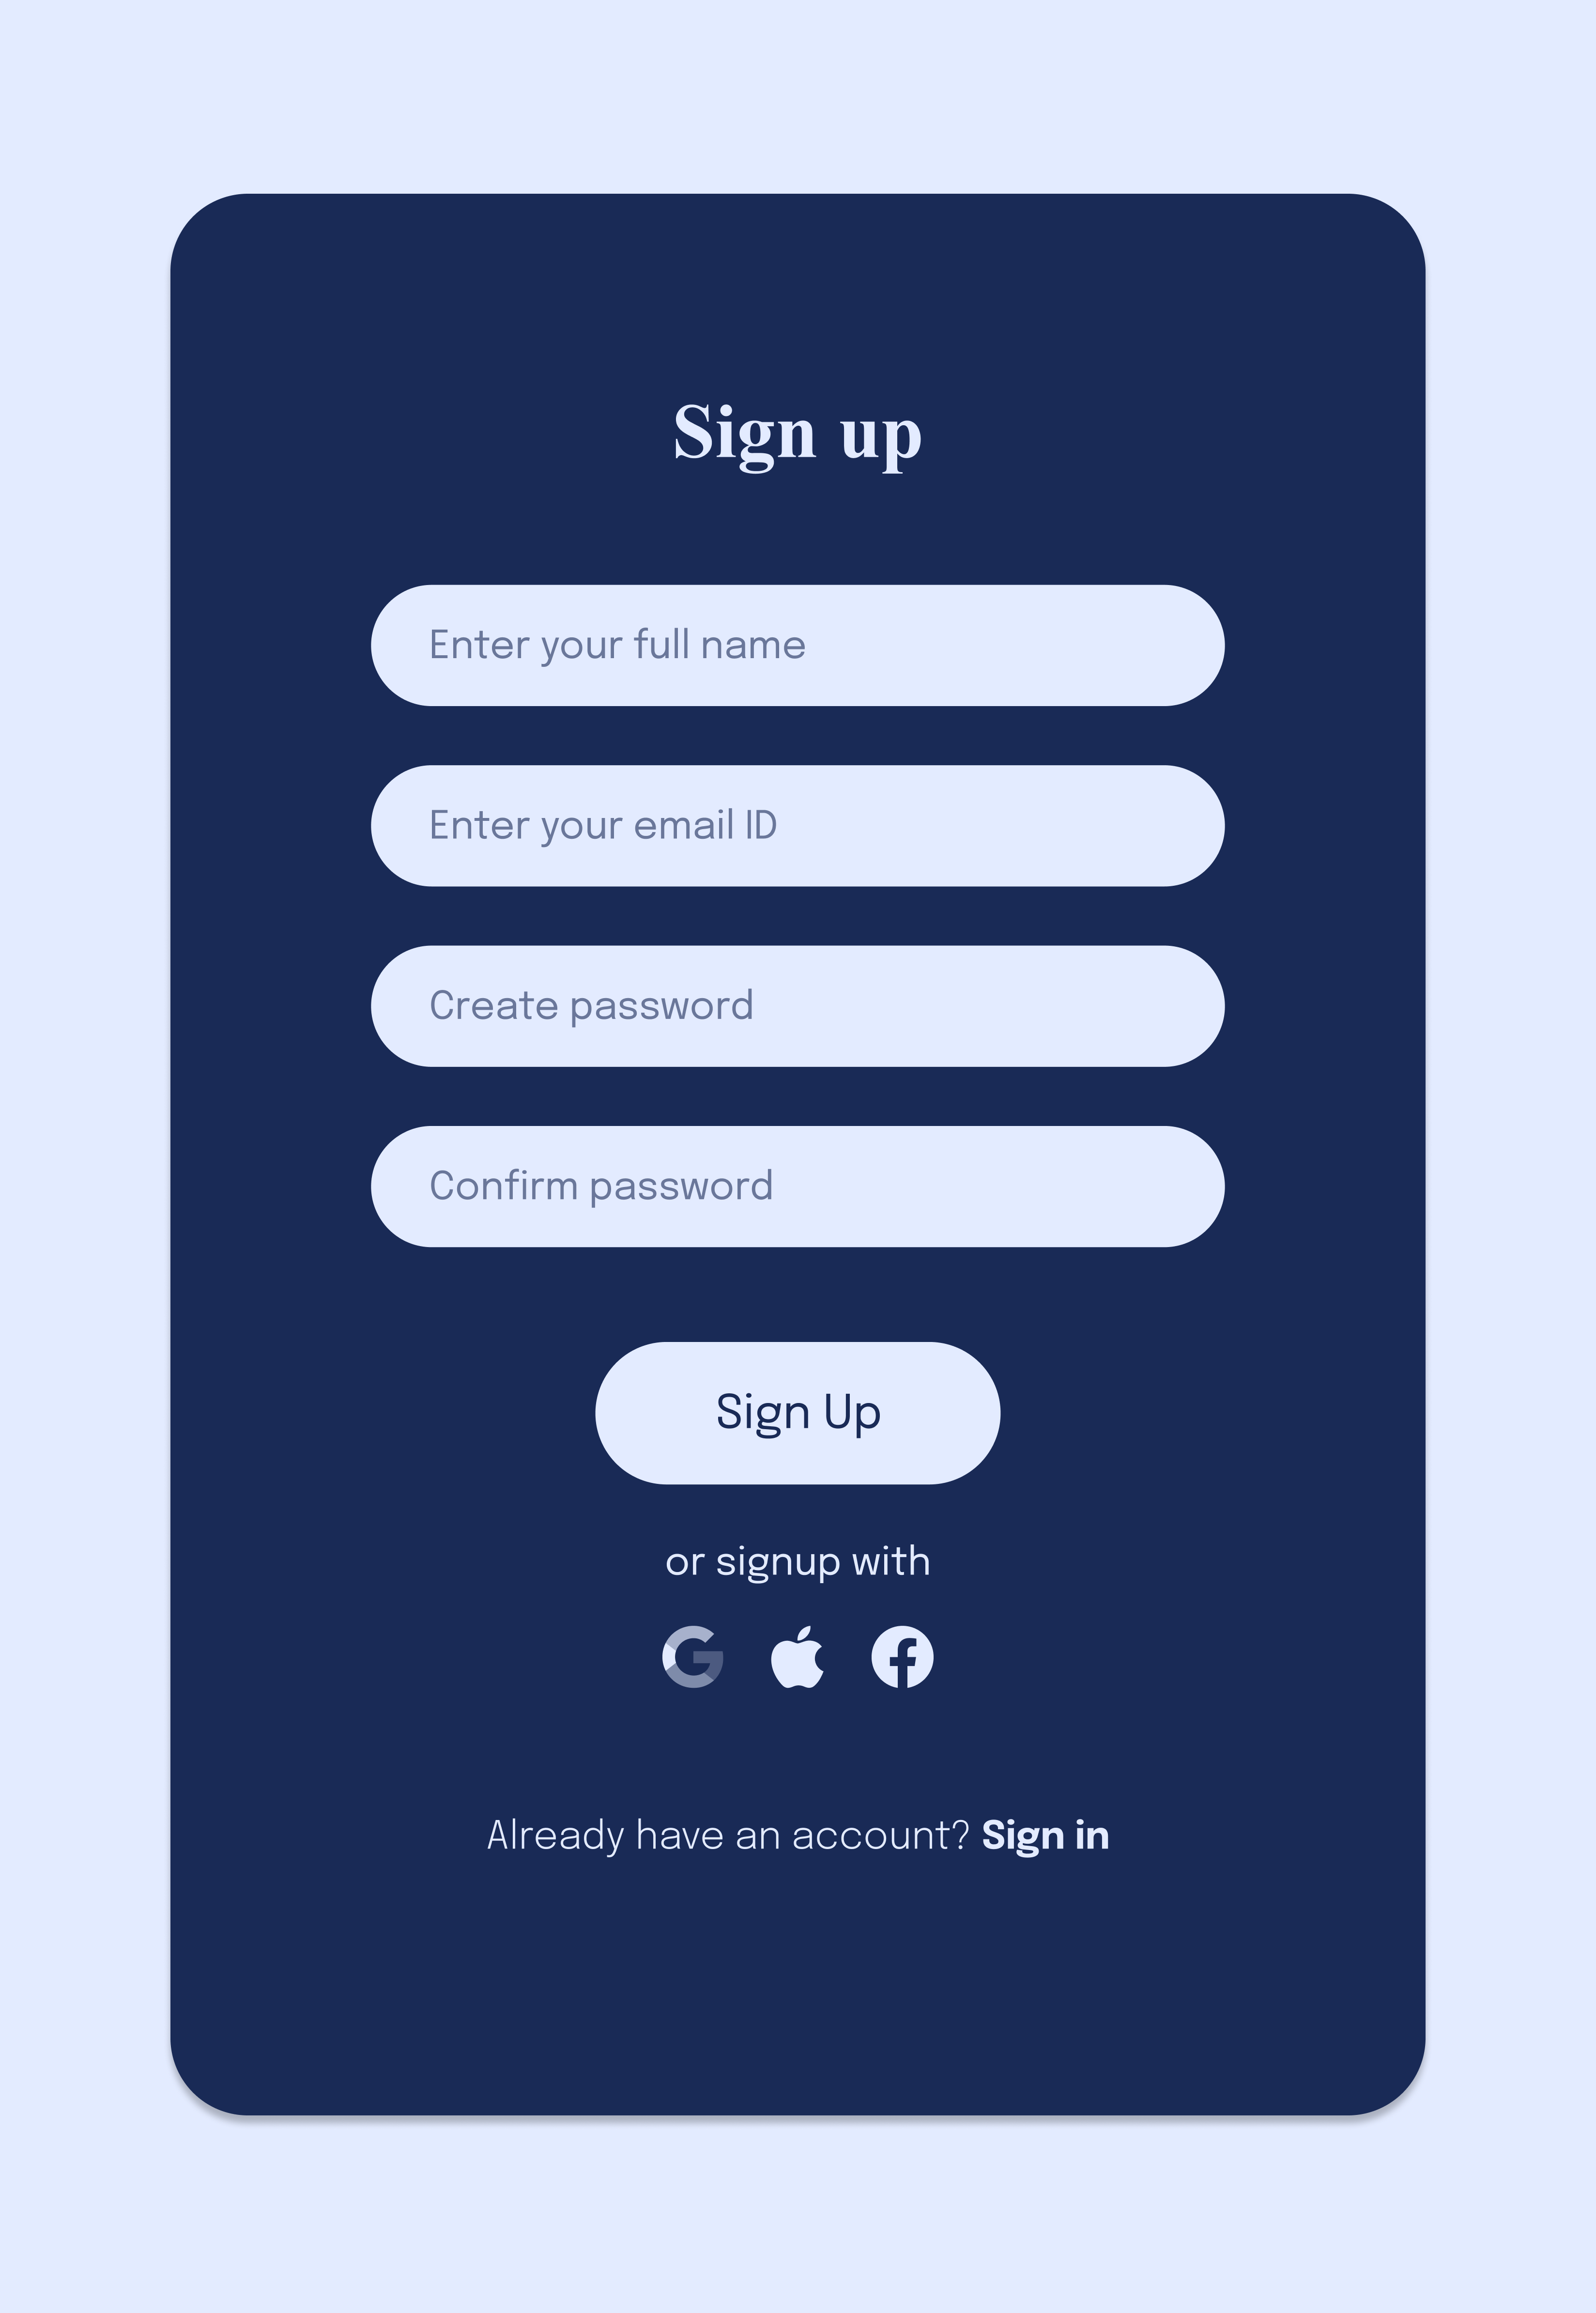 Sign up
Enter your full name
Enter your email ID
Create password
Confirm password
Sign Up
or signup with
Already have an account? Sign in